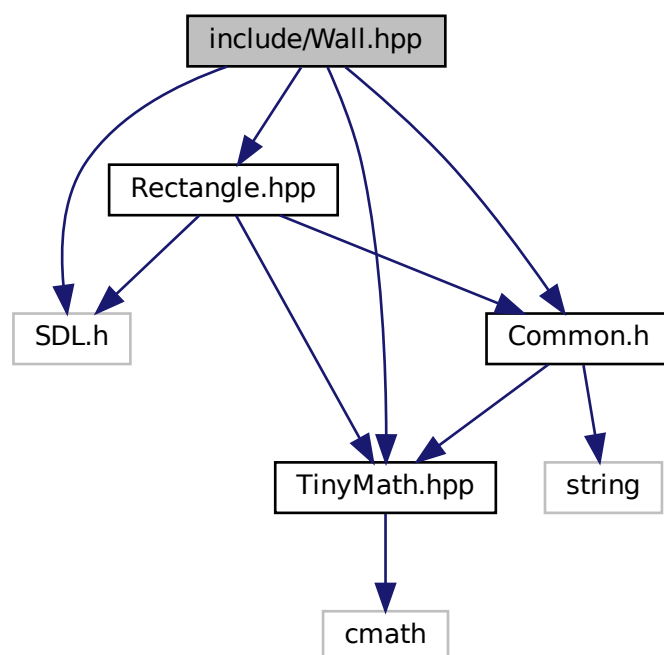 include/Wall.hpp
Rectangle.hpp
SDL.h
Common.h
TinyMath.hpp
string
cmath